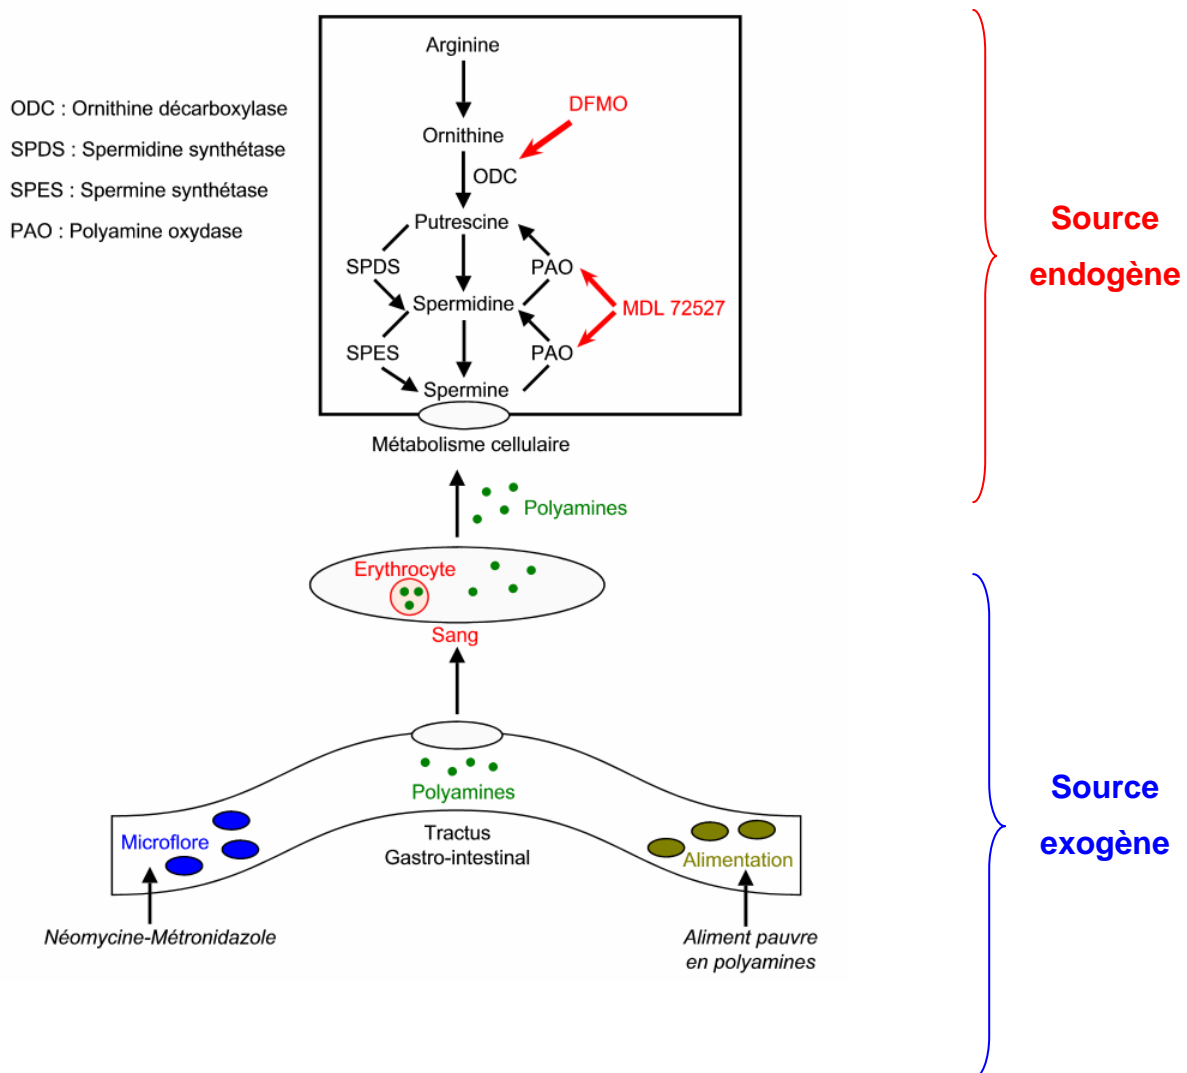 ODC : Ornithine décarboxylase
SPDS : Spermidine synthétase
SPES : Spermine synthétase
PAO : Polyamine oxydase
Arginine
DFMO
Ornithine
ODC
Putrescine
SPDS
PAO
Spermidine
MDL 72527
SPES
PAO
Spermine
Métabolisme cellulaire
Polyamines
Source
endogène
Erythrocyte
Sang
Polyamines
Tractus
Gastro-intestinal
Microflore
Alimentation
Néomycine-Métronidazole
Aliment pauvre
en polyamines
Source
exogène